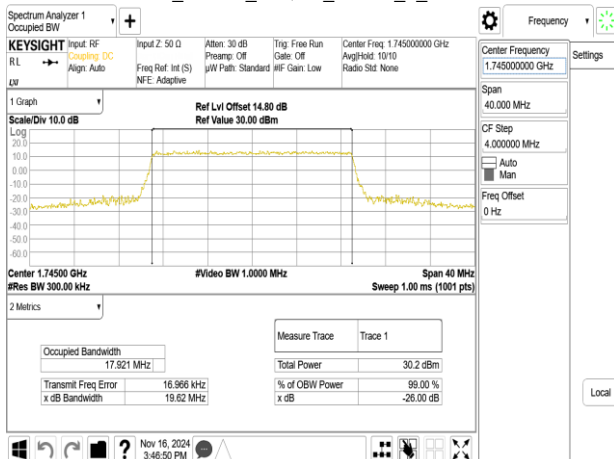 Spectrum Analyzer 1
Occupied BW
Frequency
KEYSIGHT
RL
LXI
Input: RF
Coupling: DC
Align: Auto
Input Z: 50 Ω
Freq Ref: Int (S)
NFE: Adaptive
Atten: 30 dB
Preamp: Off
µW Path: Standard
Trig: Free Run
Gate: Off
#IF Gain: Low
Center Freq: 1.745000000 GHz
Avg|Hold: 10/10
Radio Std: None
Center Frequency
1.745000000 GHz
Settings
Span
40.000 MHz
CF Step
4.000000 MHz
Auto
Man
Freq Offset
0 Hz
Local
1 Graph
Scale/Div 10.0 dB
Ref Lvl Offset 14.80 dB
Ref Value 30.00 dBm
Log
20.0
10.0
0.00
-10.0
-20.0
-30.0
-40.0
-50.0
-60.0
Center 1.74500 GHz
#Video BW 1.0000 MHz
Span 40 MHz
#Res BW 300.00 kHz
Sweep 1.00 ms (1001 pts)
2 Metrics
Occupied Bandwidth
17.921 MHz
Transmit Freq Error 16.966 kHz
x dB Bandwidth 19.62 MHz
Measure Trace Trace 1
Total Power 30.2 dBm
% of OBW Power 99.00 %
x dB -26.00 dB
?
Nov 16, 2024
3:46:50 PM